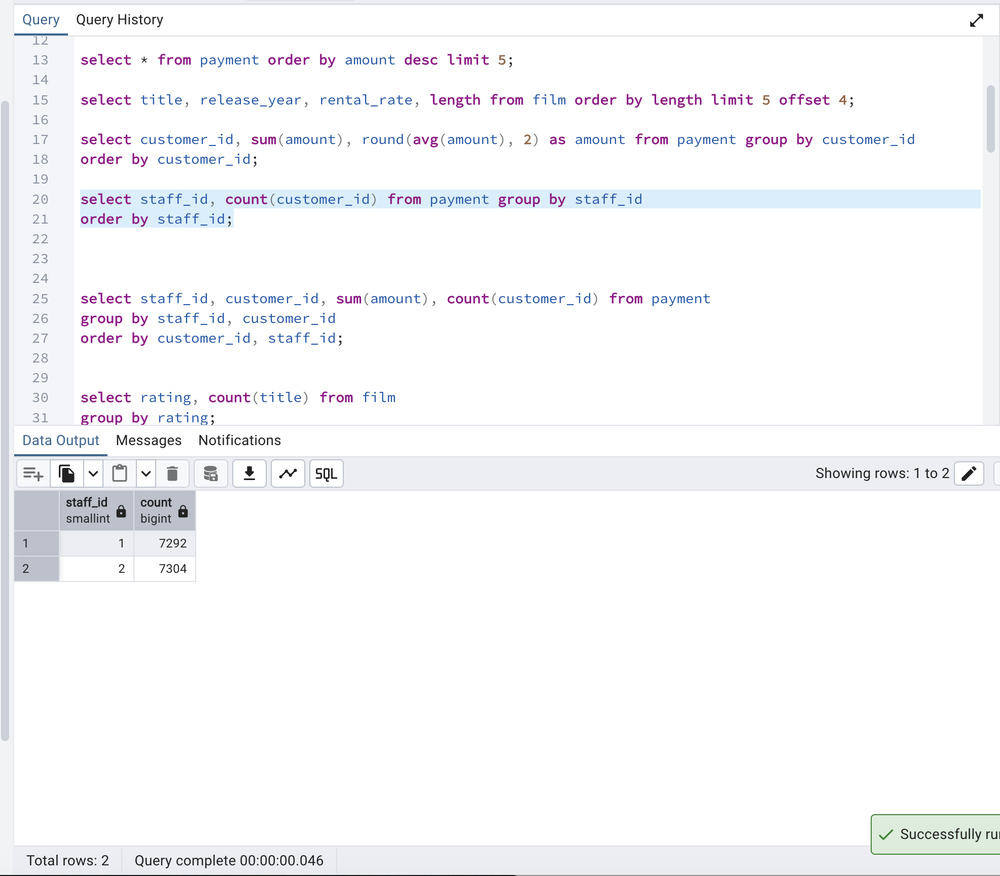 Query Query History
12
13 select * from payment order by amount desc limit 5;
14
15 select title, release_year, rental_rate, length from film order by length limit 5 offset 4;
16
17 select customer_id, sum(amount), round(avg(amount), 2) as amount from payment group by customer_id
18 order by customer_id;
19
20 select staff_id, count(customer_id) from payment group by staff_id
21 order by staff_id;
22
23
24
25 select staff_id, customer_id, sum(amount), count(customer_id) from payment
26 group by staff_id, customer_id
27 order by customer_id, staff_id;
28
29
30 select rating, count(title) from film
31 group by rating;
Data Output Messages Notifications
SQL Showing rows: 1 to 2
staff_id count
smallint bigint
1 1 7292
2 2 7304
Successfully
Total rows: 2 Query complete 00:00:00.046